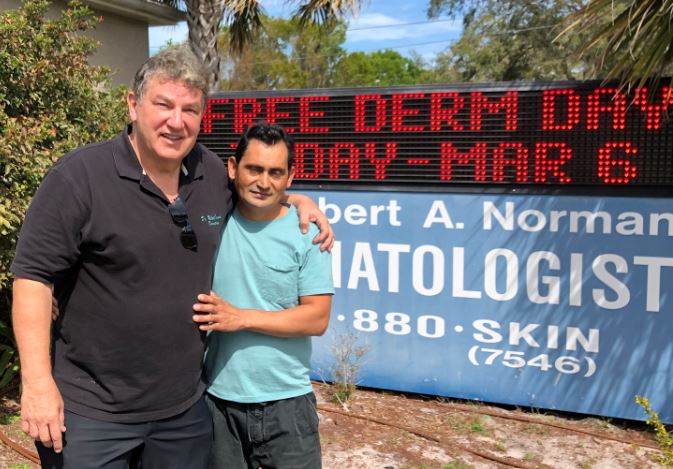 FREE DERM DAY
DAY-MAR 6
bert A. Norman
MATOLOGIST
880·SKIN
(7546)